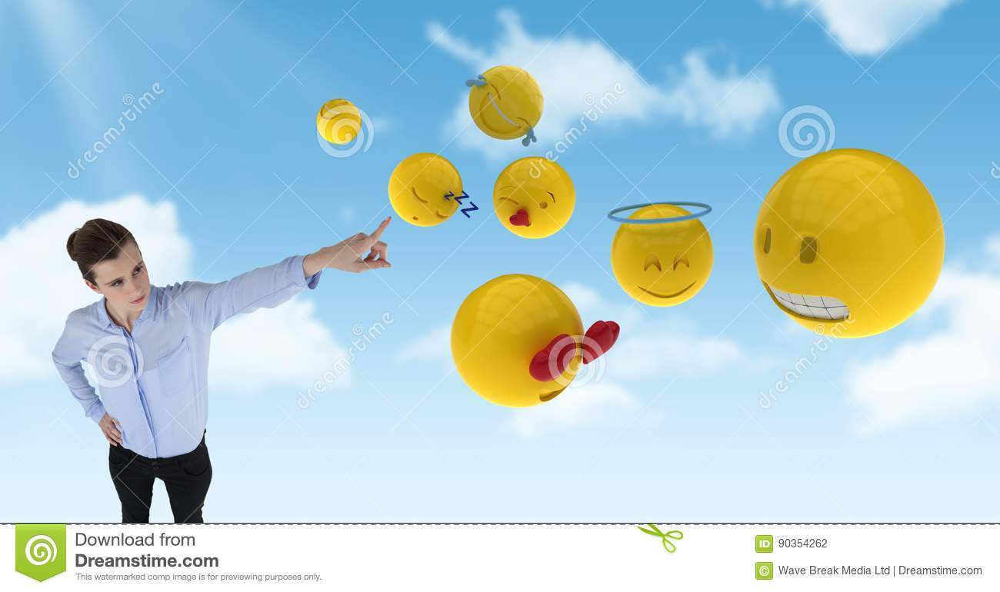 dreamstime
dreamstime
dreamstime
dreamstime
zzz
Download from
Dreamstime.com
This watermarked comp image is for previewing purposes only.
ID 90354262
© Wave Break Media Ltd | Dreamstime.com